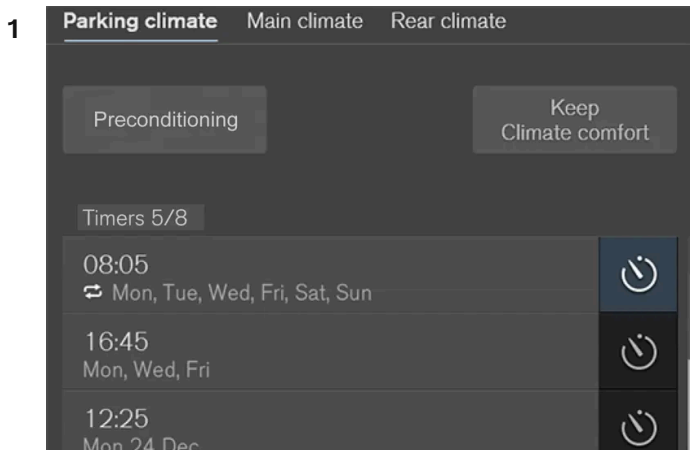 1
Parking climate Main climate Rear climate
Preconditioning
Keep
Climate comfort
Timers 5/8
08:05
Mon, Tue, Wed, Fri, Sat, Sun
16:45
Mon, Wed, Fri
12:25
Mon 24 Dec